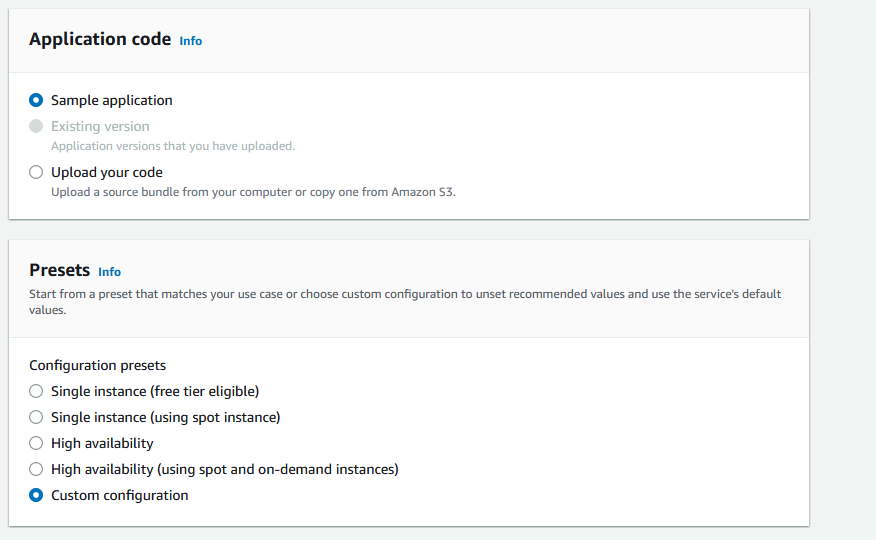 Application code Info
Sample application
Existing version
Application versions that you have uploaded.
Upload your code
Upload a source bundle from your computer or copy one from Amazon S3.
Presets Info
Start from a preset that matches your use case or choose custom configuration to unset recommended values and use the service's default
values.
Configuration presets
Single instance (free tier eligible)
Single instance (using spot instance)
High availability
High availability (using spot and on-demand instances)
Custom configuration